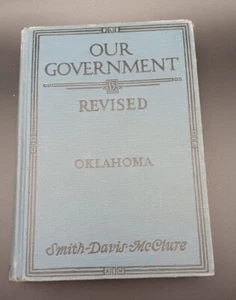 OUR
GOVERNMENT
REVISED
OKLAHOMA
Smith-Davis-McClure